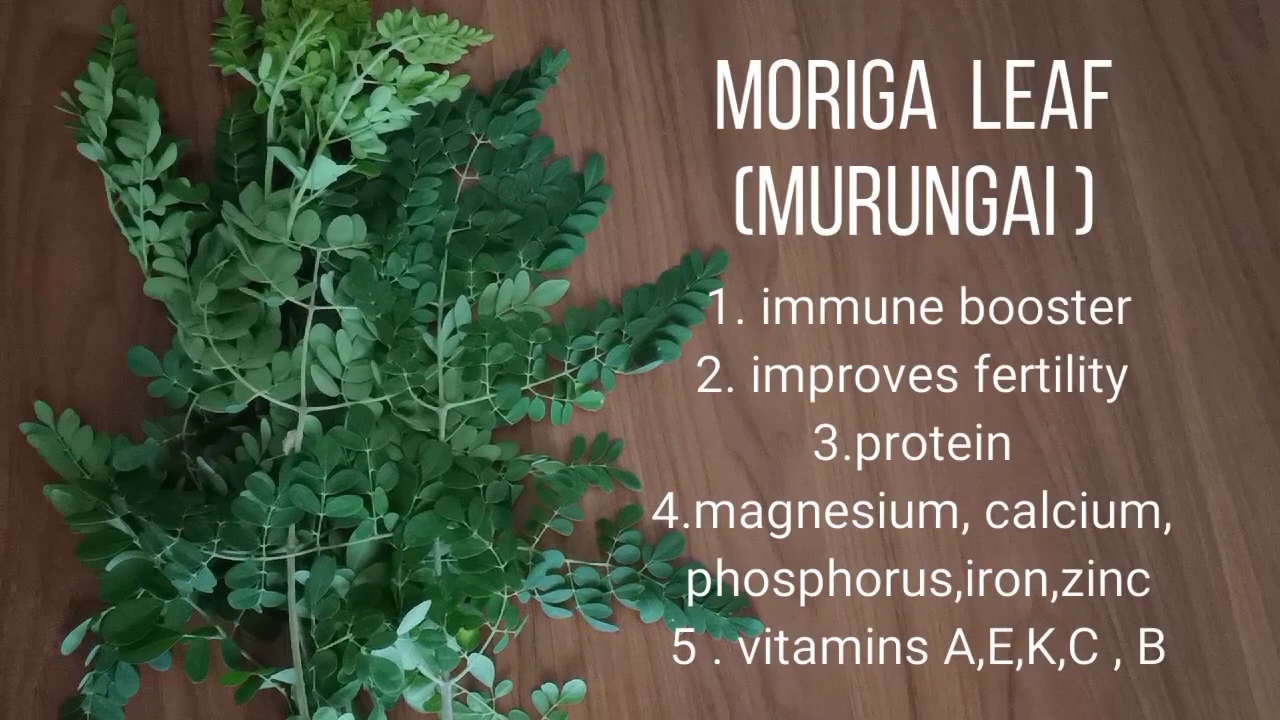 MORIGA LEAF
(MURUNGAI )
1. immune booster
2. improves fertility
3.protein
4.magnesium, calcium,
phosphorus,iron,zinc
5 . vitamins A,E,K,C , B